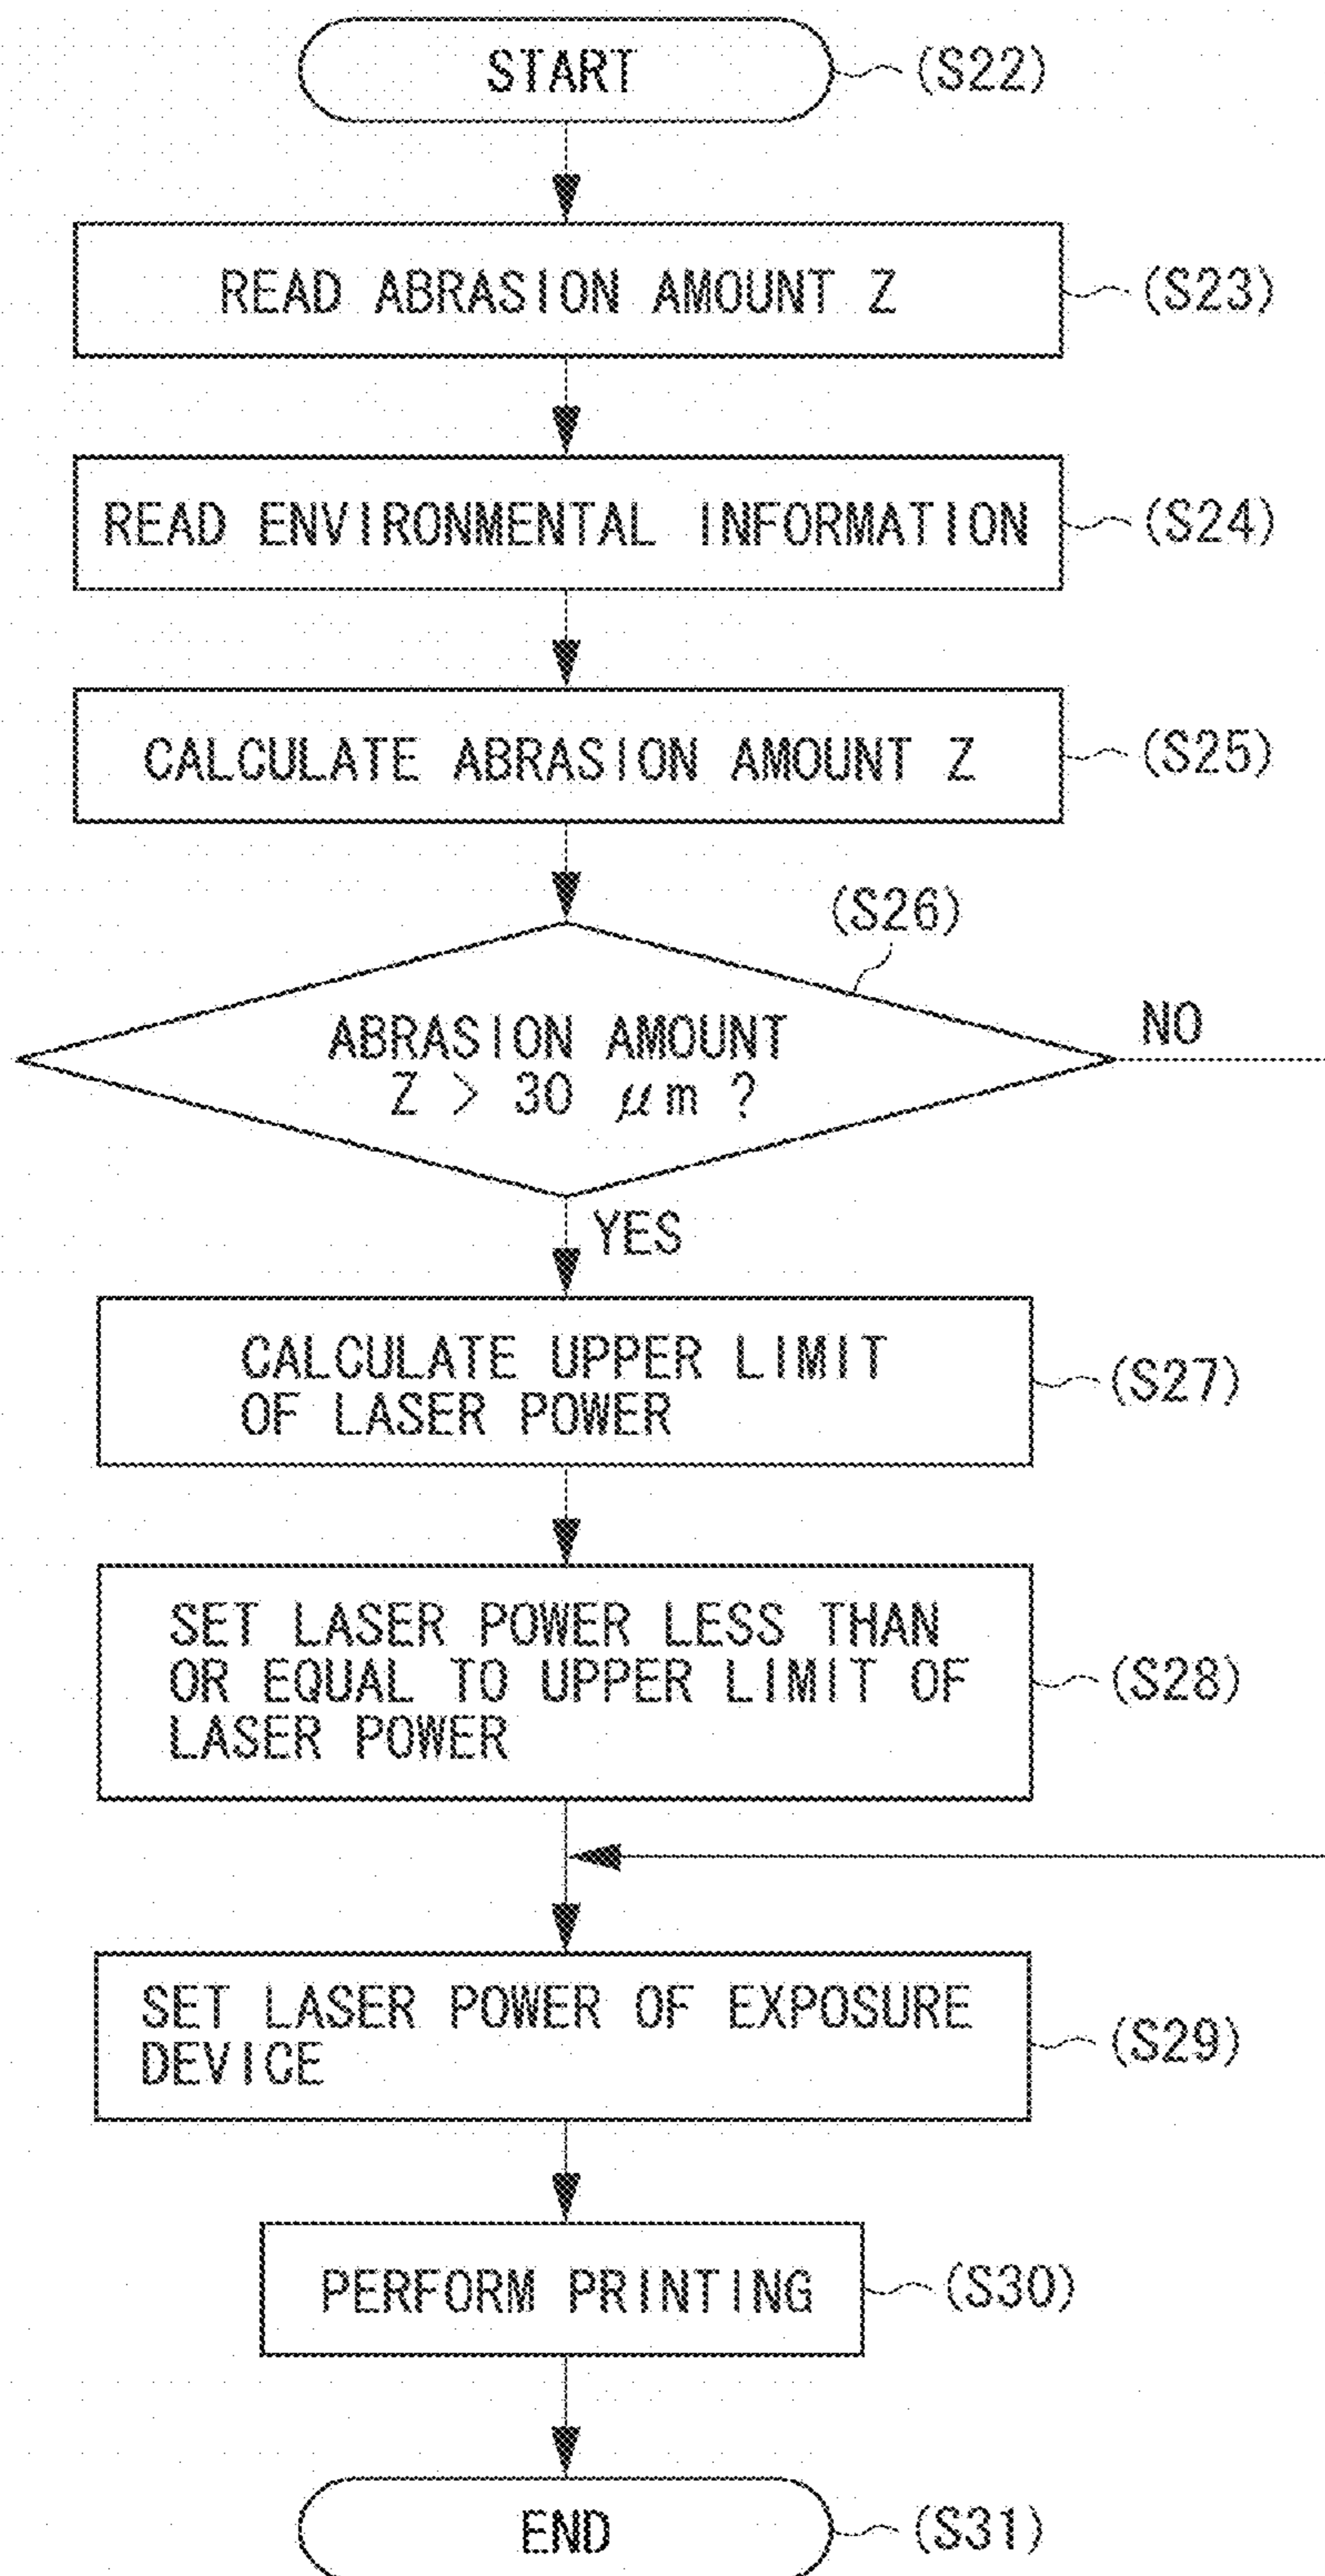 START
(S22)
READ ABRASION AMOUNT Z
(S23)
READ ENVIRONMENTAL INFORMATION
(S24)
CALCULATE ABRASION AMOUNT Z
(S25)
(S26)
ABRASION AMOUNT
Z > 30 μm ?
NO
YES
CALCULATE UPPER LIMIT
OF LASER POWER
(S27)
SET LASER POWER LESS THAN
OR EQUAL TO UPPER LIMIT OF
LASER POWER
(S28)
SET LASER POWER OF EXPOSURE
DEVICE
(S29)
PERFORM PRINTING
(S30)
END
(S31)